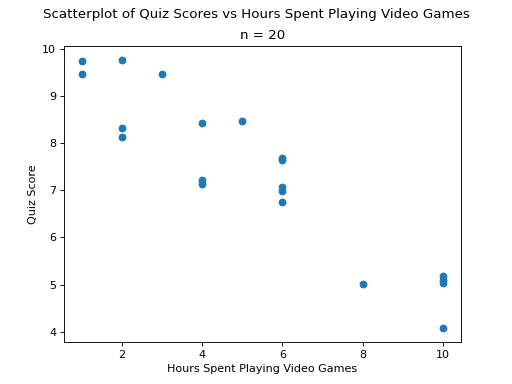 Scatterplot of Quiz Scores vs Hours Spent Playing Video Games
n = 20
10
9
8
7
6
5
4
Quiz Score
2 4 6 8 10
Hours Spent Playing Video Games